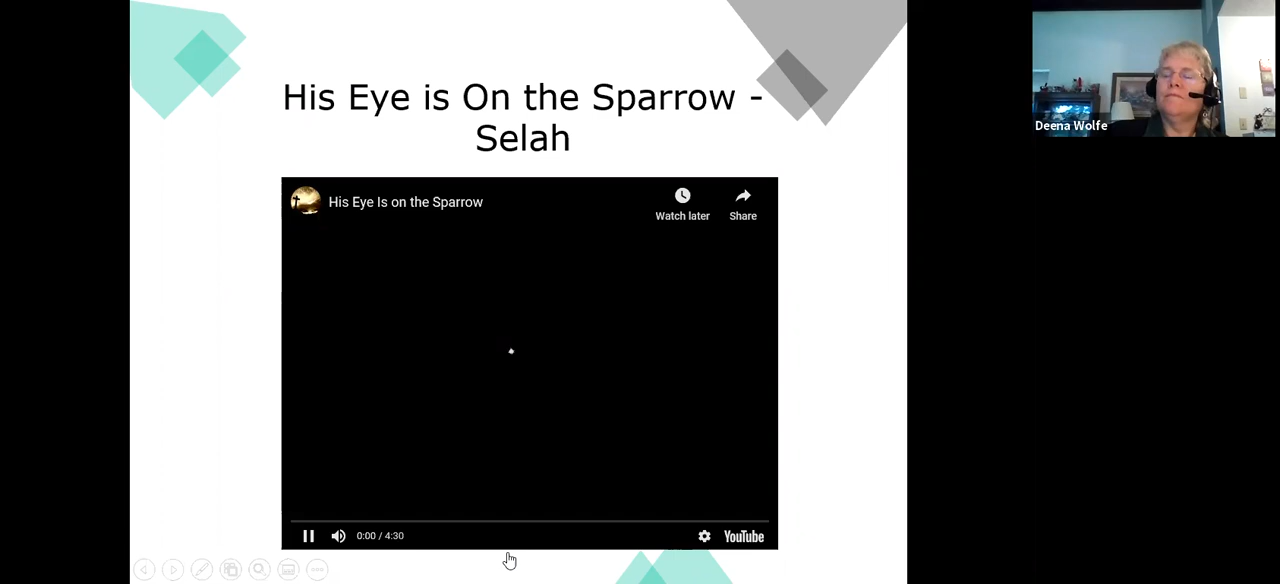 His Eye is On the Sparrow -
Selah
His Eye Is on the Sparrow
Watch later
Share
0:00 / 4:30
YouTube
Deena Wolfe